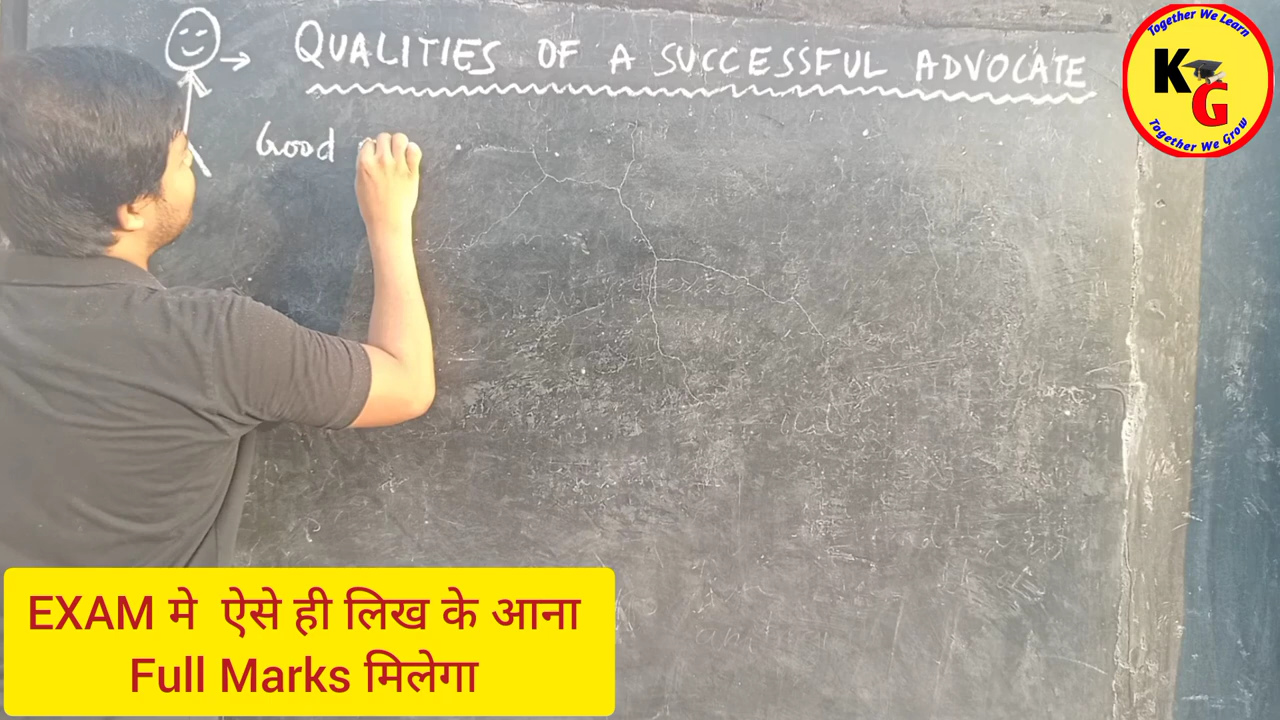 QUALITIES OF A SUCCESSFUL ADVOCATE
Together We Learn
KG
Together We Grow
Good
EXAM मे ऐसे ही लिख के आना
Full Marks मिलेगा